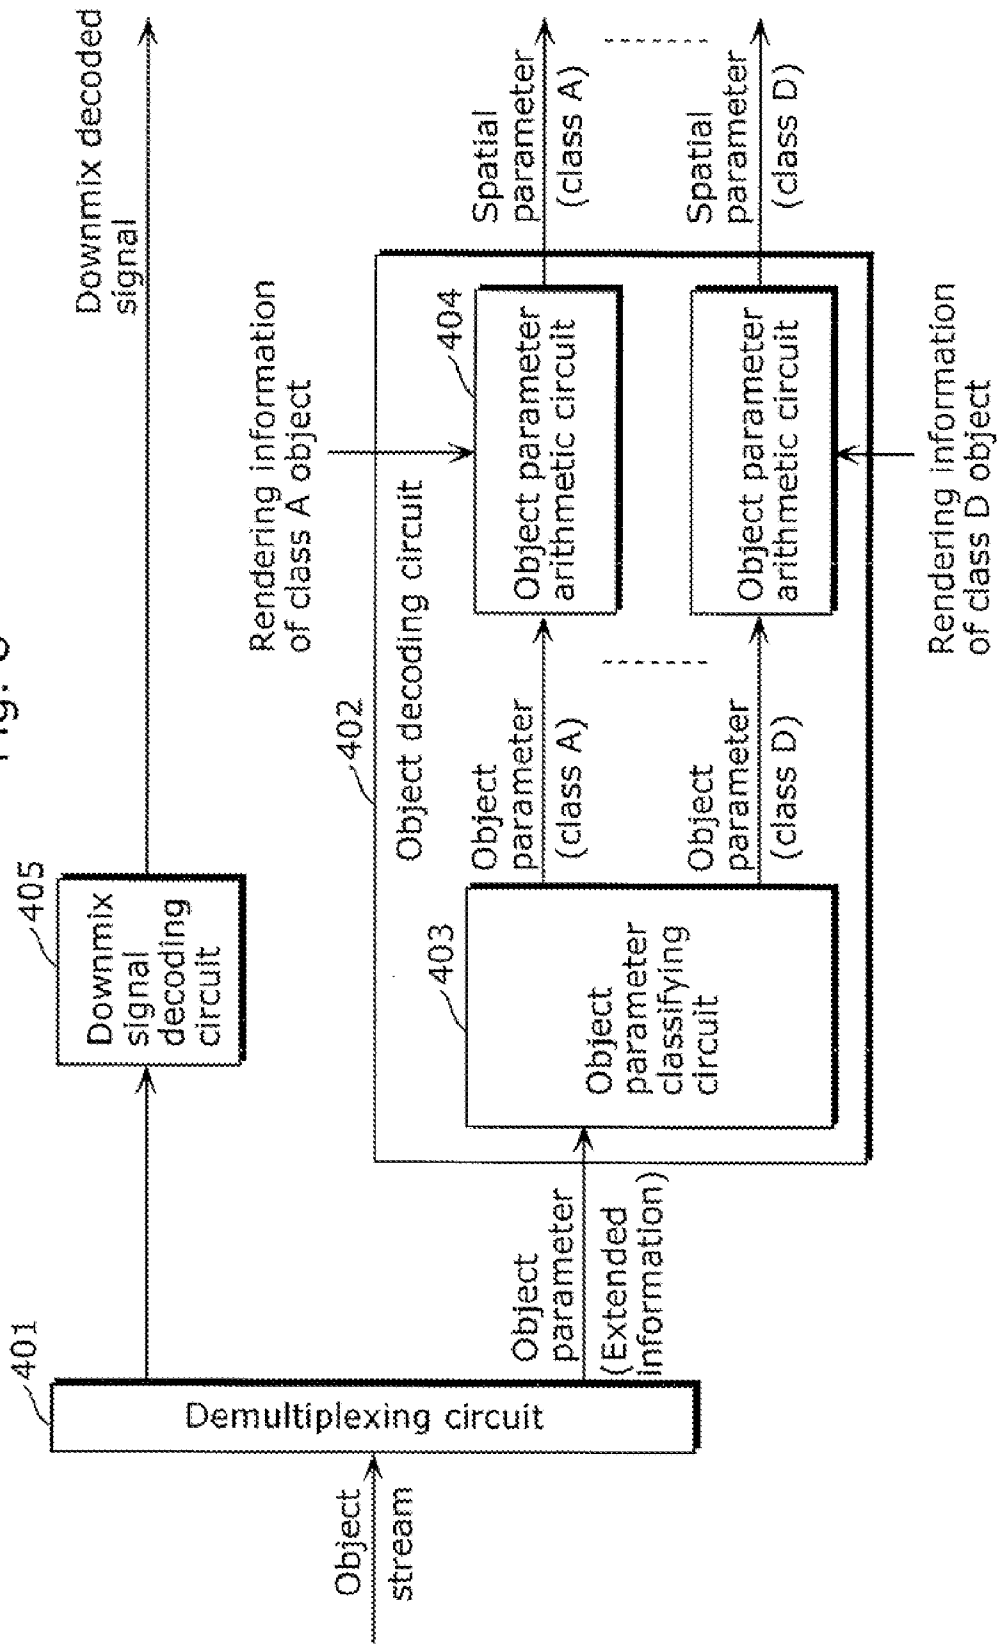 Downmix decoded
signal
405
Downmix
signal
decoding
circuit
401
Demultiplexing circuit
Object
stream
Object
parameter
(Extended
information)
Rendering information
of class A object
402
Object decoding circuit
403
Object
parameter
classifying
circuit
Object
parameter
(class A)
Object
parameter
(class D)
404
Object parameter
arithmetic circuit
Object parameter
arithmetic circuit
Spatial
parameter
(class A)
Spatial
parameter
(class D)
Rendering information
of class D object